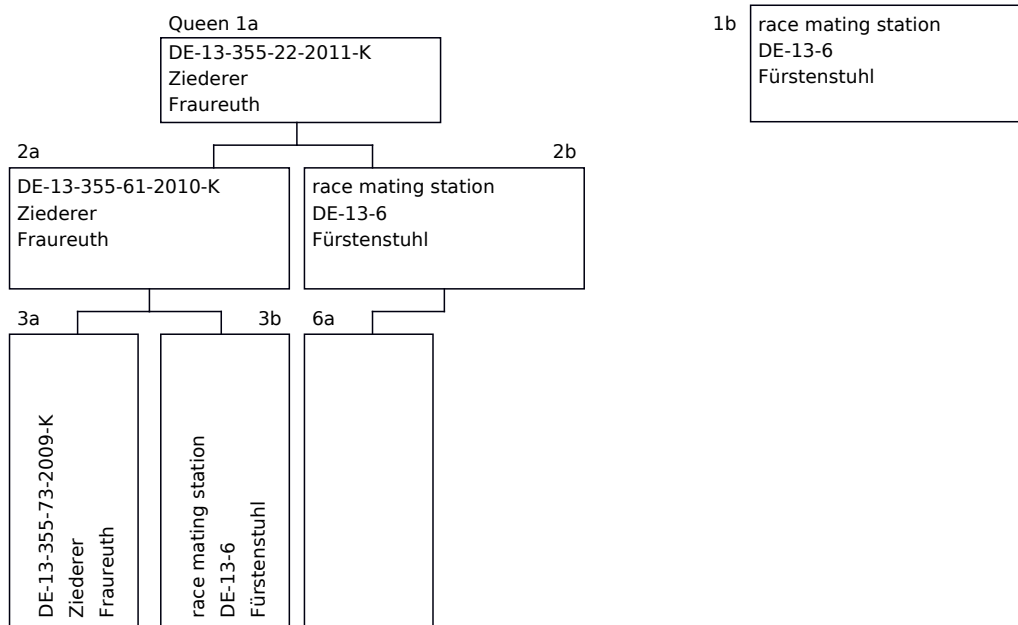 Queen 1a
DE-13-355-22-2011-K
Ziederer
Fraureuth
1b
race mating station
DE-13-6
Fürstenstuhl
2a
DE-13-355-61-2010-K
Ziederer
Fraureuth
2b
race mating station
DE-13-6
Fürstenstuhl
3a
DE-13-355-73-2009-K
Ziederer
Fraureuth
3b
race mating station
DE-13-6
Fürstenstuhl
6a